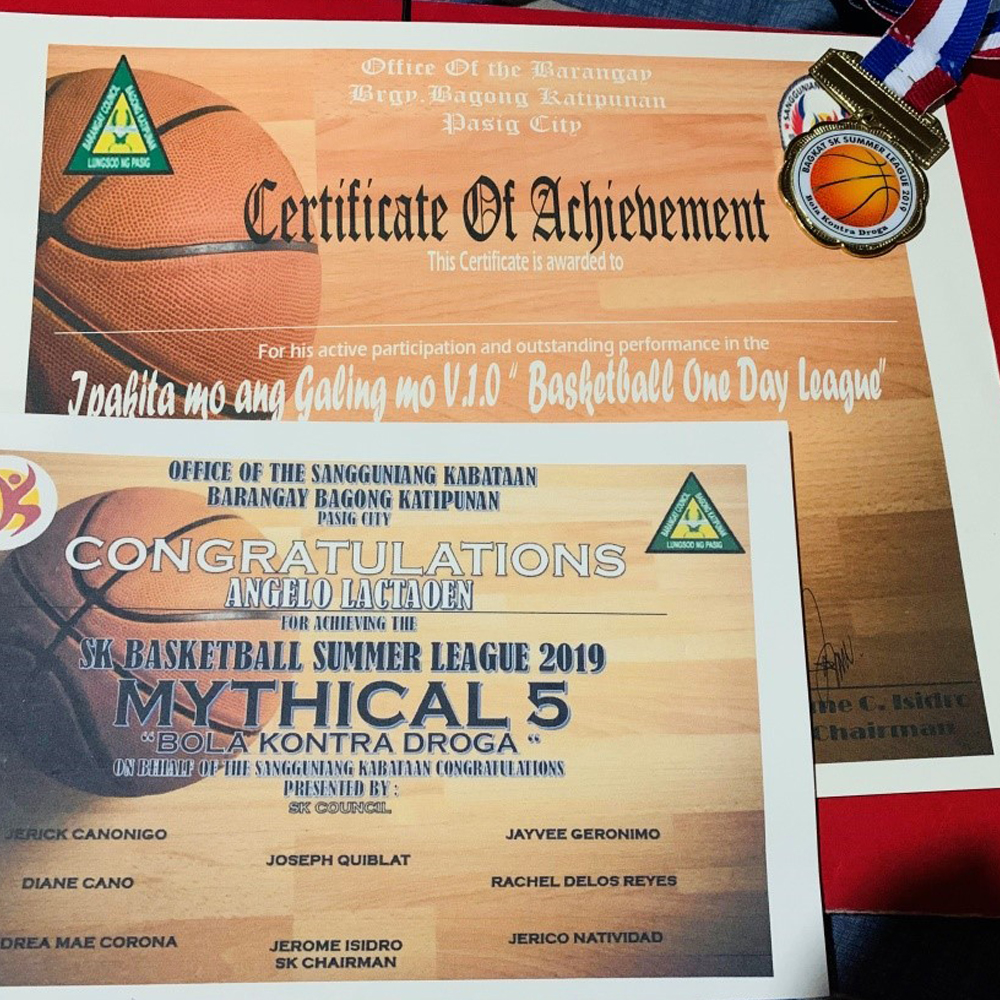 Office Of the Barangay
Brgy. Bagong Katipunan
Pasig City
BARANGAY COUNCIL
BAGONG KATIPUNAN
LUNGSOD NG PASIG
Certificate Of Achievement
This Certificate is awarded to
For his active participation and outstanding performance in the
Ipakita mo ang Galing mo V.1.0 " Basketball One Day League"
me C. Isidro
Chairman
SANGGUNIAN
BAGKAT SK SUMMER LEAGUE 2019
Bola Kontra Droga
OFFICE OF THE SANGGUNIANG KABATAAN
BARANGAY BAGONG KATIPUNAN
PASIG CITY
BARANGAY COUNCIL
BAGONG KATIPUNAN
LUNGSOD NG PASIG
CONGRATULATIONS
ANGELO LACTAOEN
FOR ACHIEVING THE
SK BASKETBALL SUMMER LEAGUE 2019
MYTHICAL 5
“BOLA KONTRA DROGA “
ON BEHALF OF THE SANGGUNIANG KABATAAN CONGRATULATIONS
PRESENTED BY :
SK COUNCIL
JERICK CANONIGO
JAYVEE GERONIMO
JOSEPH QUIBLAT
DIANE CANO
RACHEL DELOS REYES
DREA MAE CORONA
JEROME ISIDRO
SK CHAIRMAN
JERICO NATIVIDAD